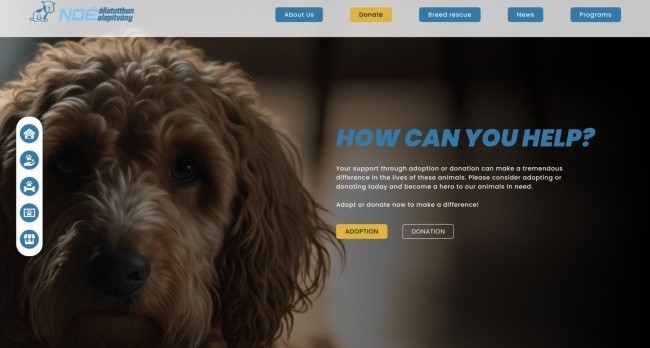 NOÉ állatotthon
alapítvány
About Us
Donate
Breed rescue
News
Programs
HOW CAN YOU HELP?
Your support through adoption or donation can make a tremendous
difference in the lives of these animals. Please consider adopting or
donating today and become a hero to our animals in need.
Adopt or donate now to make a difference!
ADOPTION
DONATION